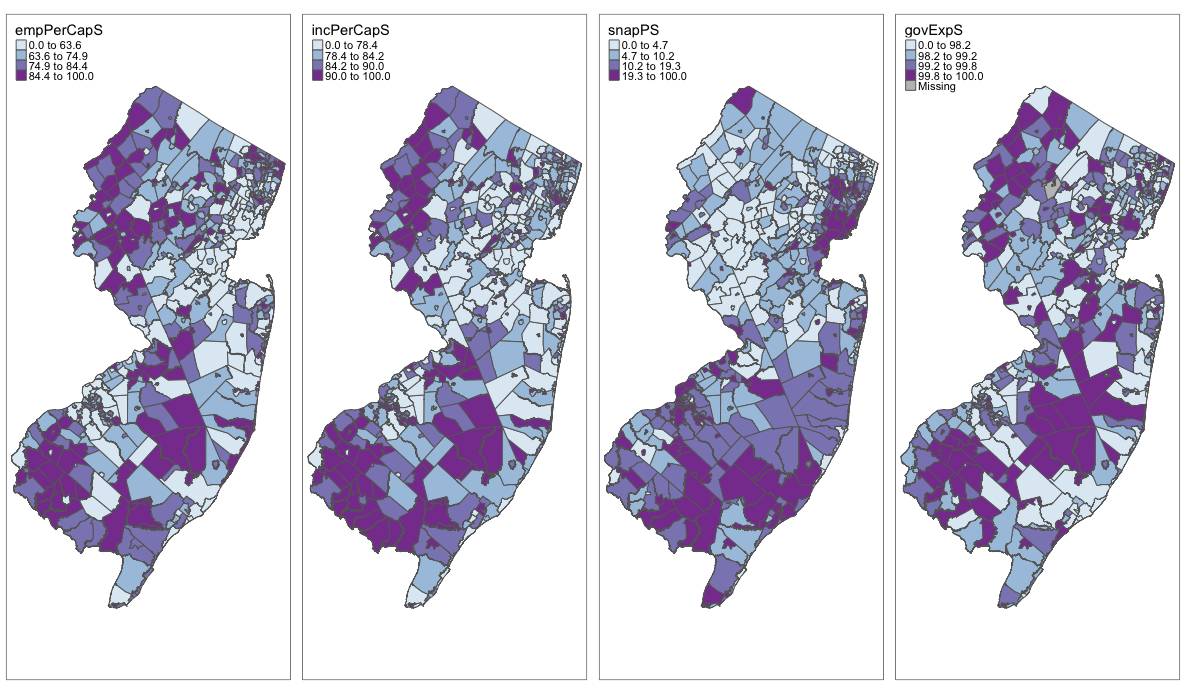 empPerCapS
0.0 to 63.6
63.6 to 74.9
74.9 to 84.4
84.4 to 100.0
incPerCapS
0.0 to 78.4
78.4 to 84.2
84.2 to 90.0
90.0 to 100.0
snapPS
0.0 to 4.7
4.7 to 10.2
10.2 to 19.3
19.3 to 100.0
govExpS
0.0 to 98.2
98.2 to 99.2
99.2 to 99.8
99.8 to 100.0
Missing